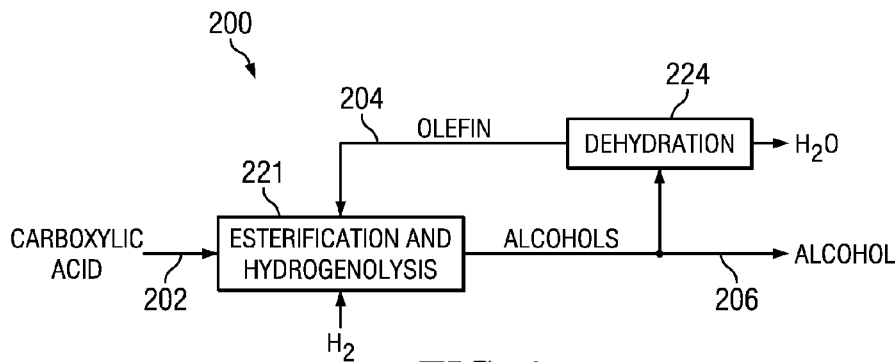 200
224
204
OLEFIN
DEHYDRATION
H₂O
221
CARBOXYLIC
ACID
ESTERIFICATION AND
HYDROGENOLYSIS
ALCOHOLS
ALCOHOL
202
206
H₂